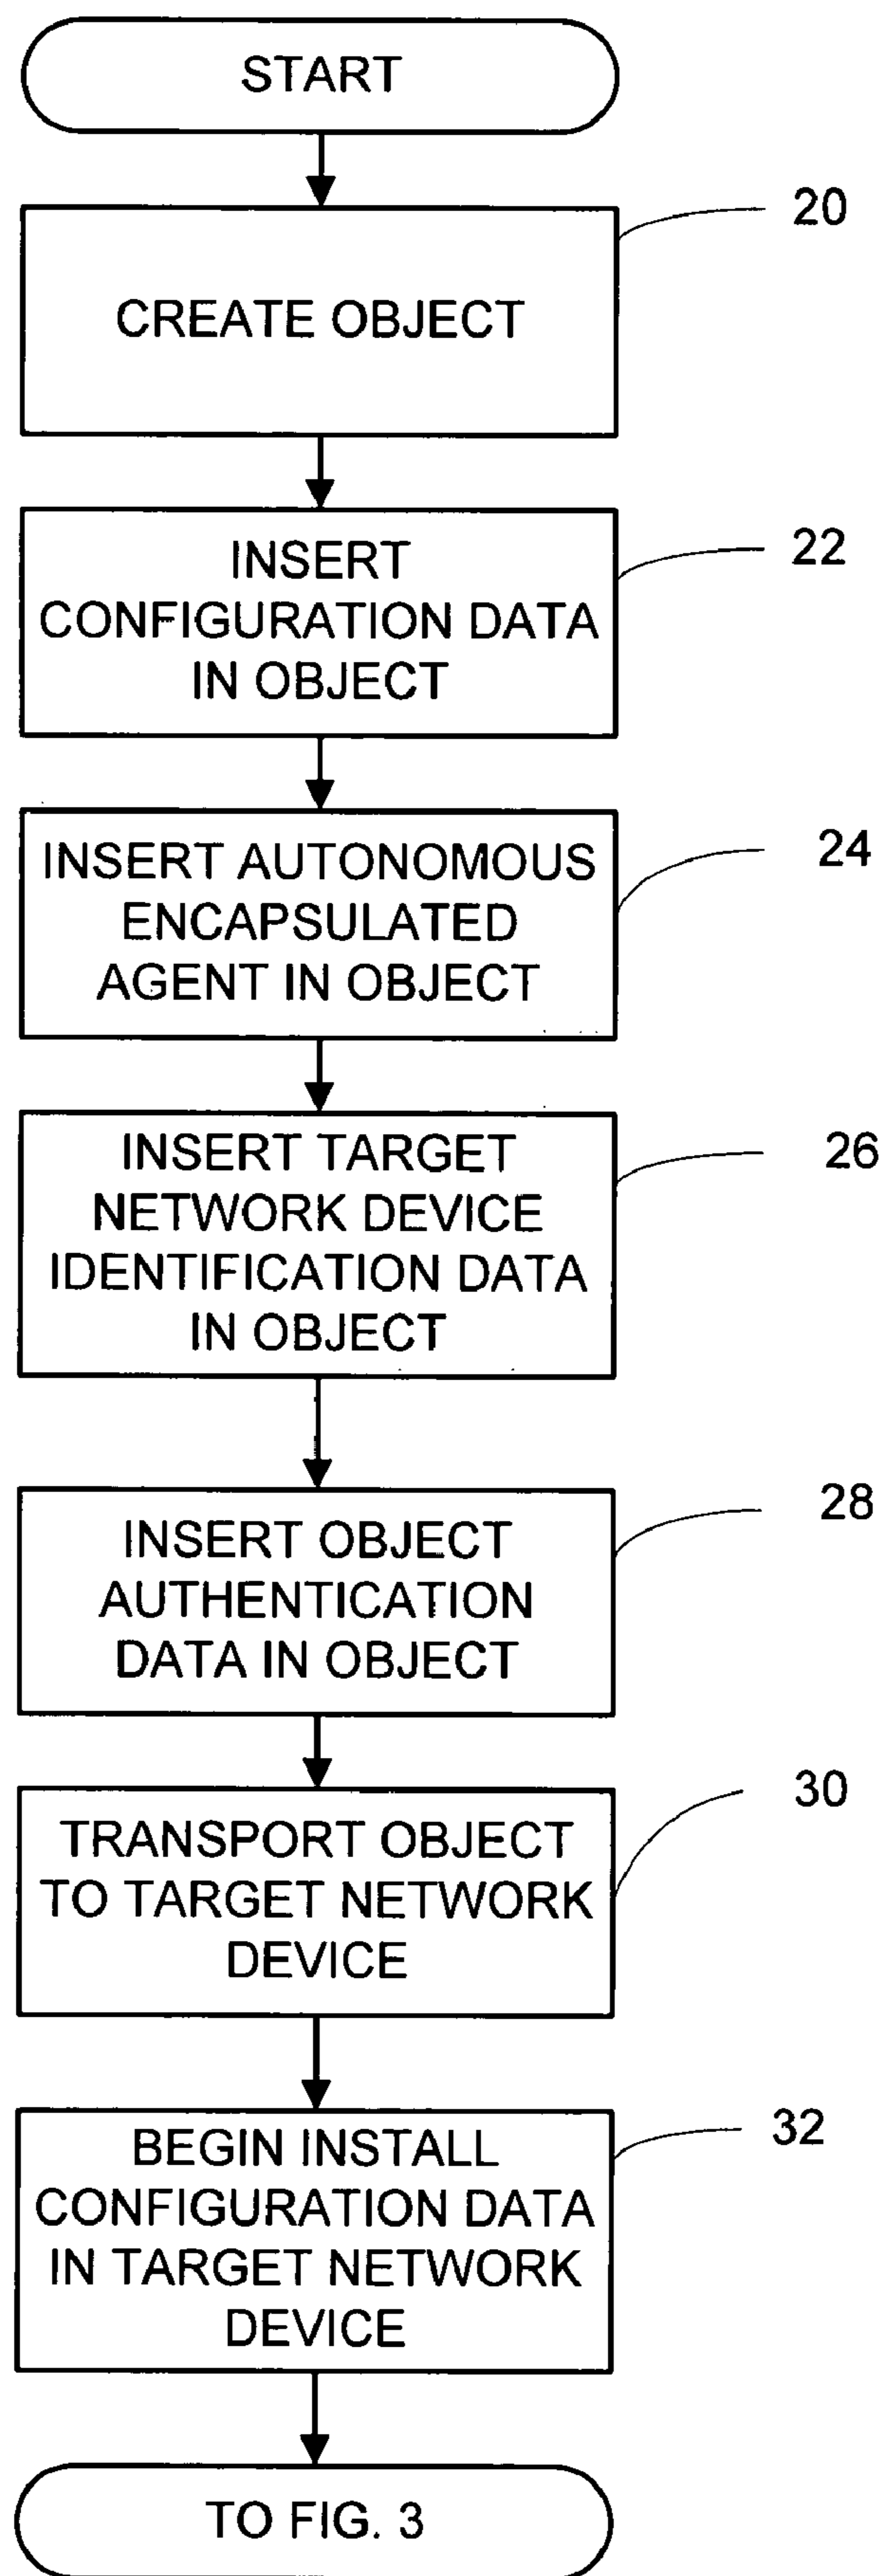 START
20
CREATE OBJECT
22
INSERT
CONFIGURATION DATA
IN OBJECT
24
INSERT AUTONOMOUS
ENCAPSULATED
AGENT IN OBJECT
26
INSERT TARGET
NETWORK DEVICE
IDENTIFICATION DATA
IN OBJECT
28
INSERT OBJECT
AUTHENTICATION
DATA IN OBJECT
30
TRANSPORT OBJECT
TO TARGET NETWORK
DEVICE
32
BEGIN INSTALL
CONFIGURATION DATA
IN TARGET NETWORK
DEVICE
TO FIG. 3